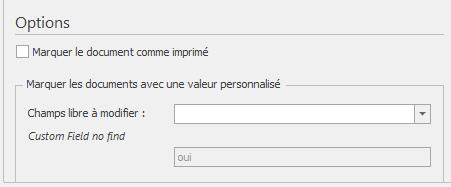 Options
Marquer le document comme imprimé
Marquer les documents avec une valeur personnalisé
Champs libre à modifier :
Custom Field no find
oui